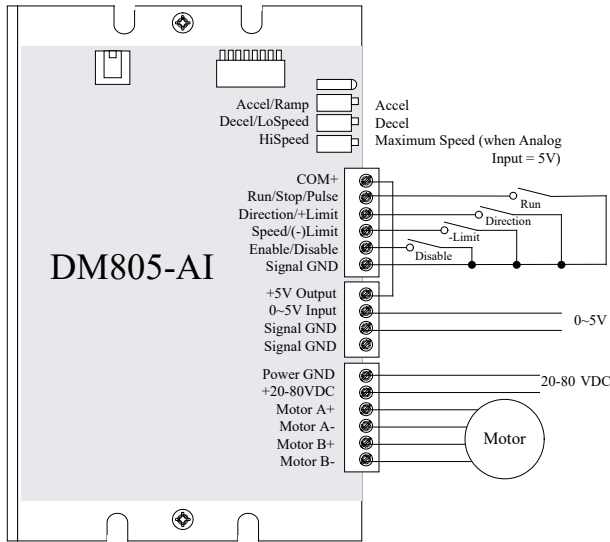 Accel/Ramp
Decel/LoSpeed
HiSpeed
Accel
Decel
Maximum Speed (when Analog
Input = 5V)
COM+
Run/Stop/Pulse
Direction/+Limit
Speed/(-)Limit
Enable/Disable
Signal GND
Run
Direction
-Limit
Disable
DM805-AI
+5V Output
0~5V Input
Signal GND
Signal GND
0~5V
Power GND
+20-80VDC
Motor A+
Motor A-
Motor B+
Motor B-
20-80 VDC
Motor